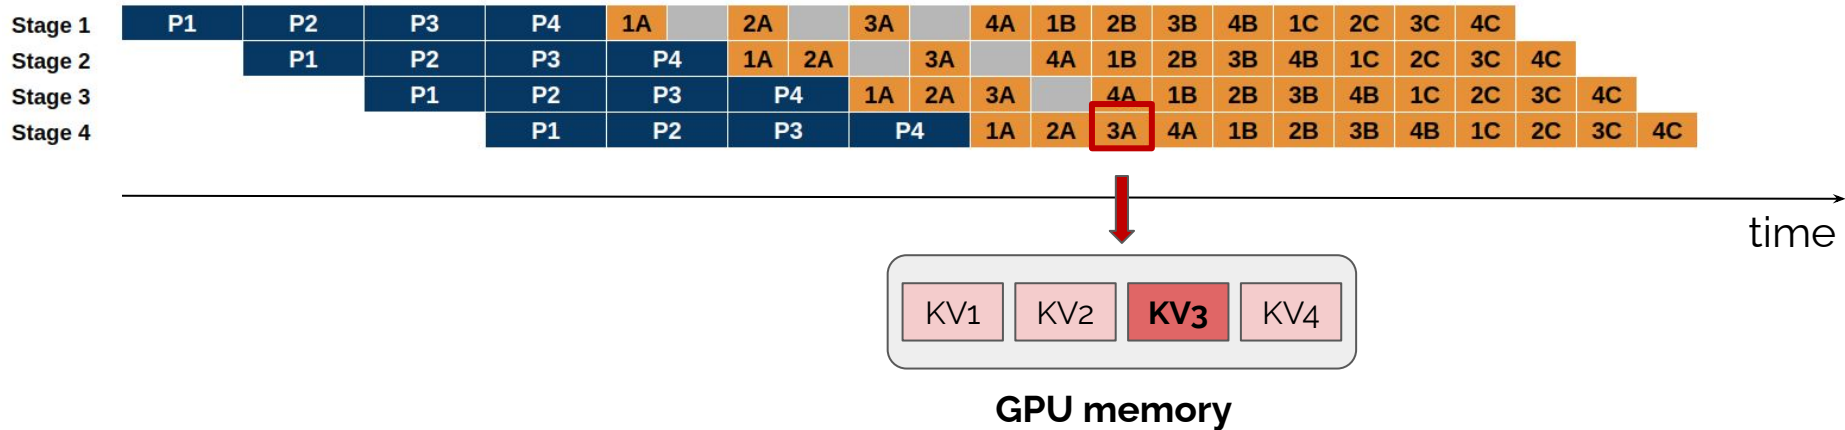 Stage 1 P1 P2 P3 P4 1A 2A 3A 4A 1B 2B 3B 4B 1C 2C 3C 4C
Stage 2 P1 P2 P3 P4 1A 2A 3A 4A 1B 2B 3B 4B 1C 2C 3C 4C
Stage 3 P1 P2 P3 P4 1A 2A 3A 4A 1B 2B 3B 4B 1C 2C 3C 4C
Stage 4 P1 P2 P3 P4 1A 2A 3A 4A 1B 2B 3B 4B 1C 2C 3C 4C
time
KV1 KV2 KV3 KV4
GPU memory